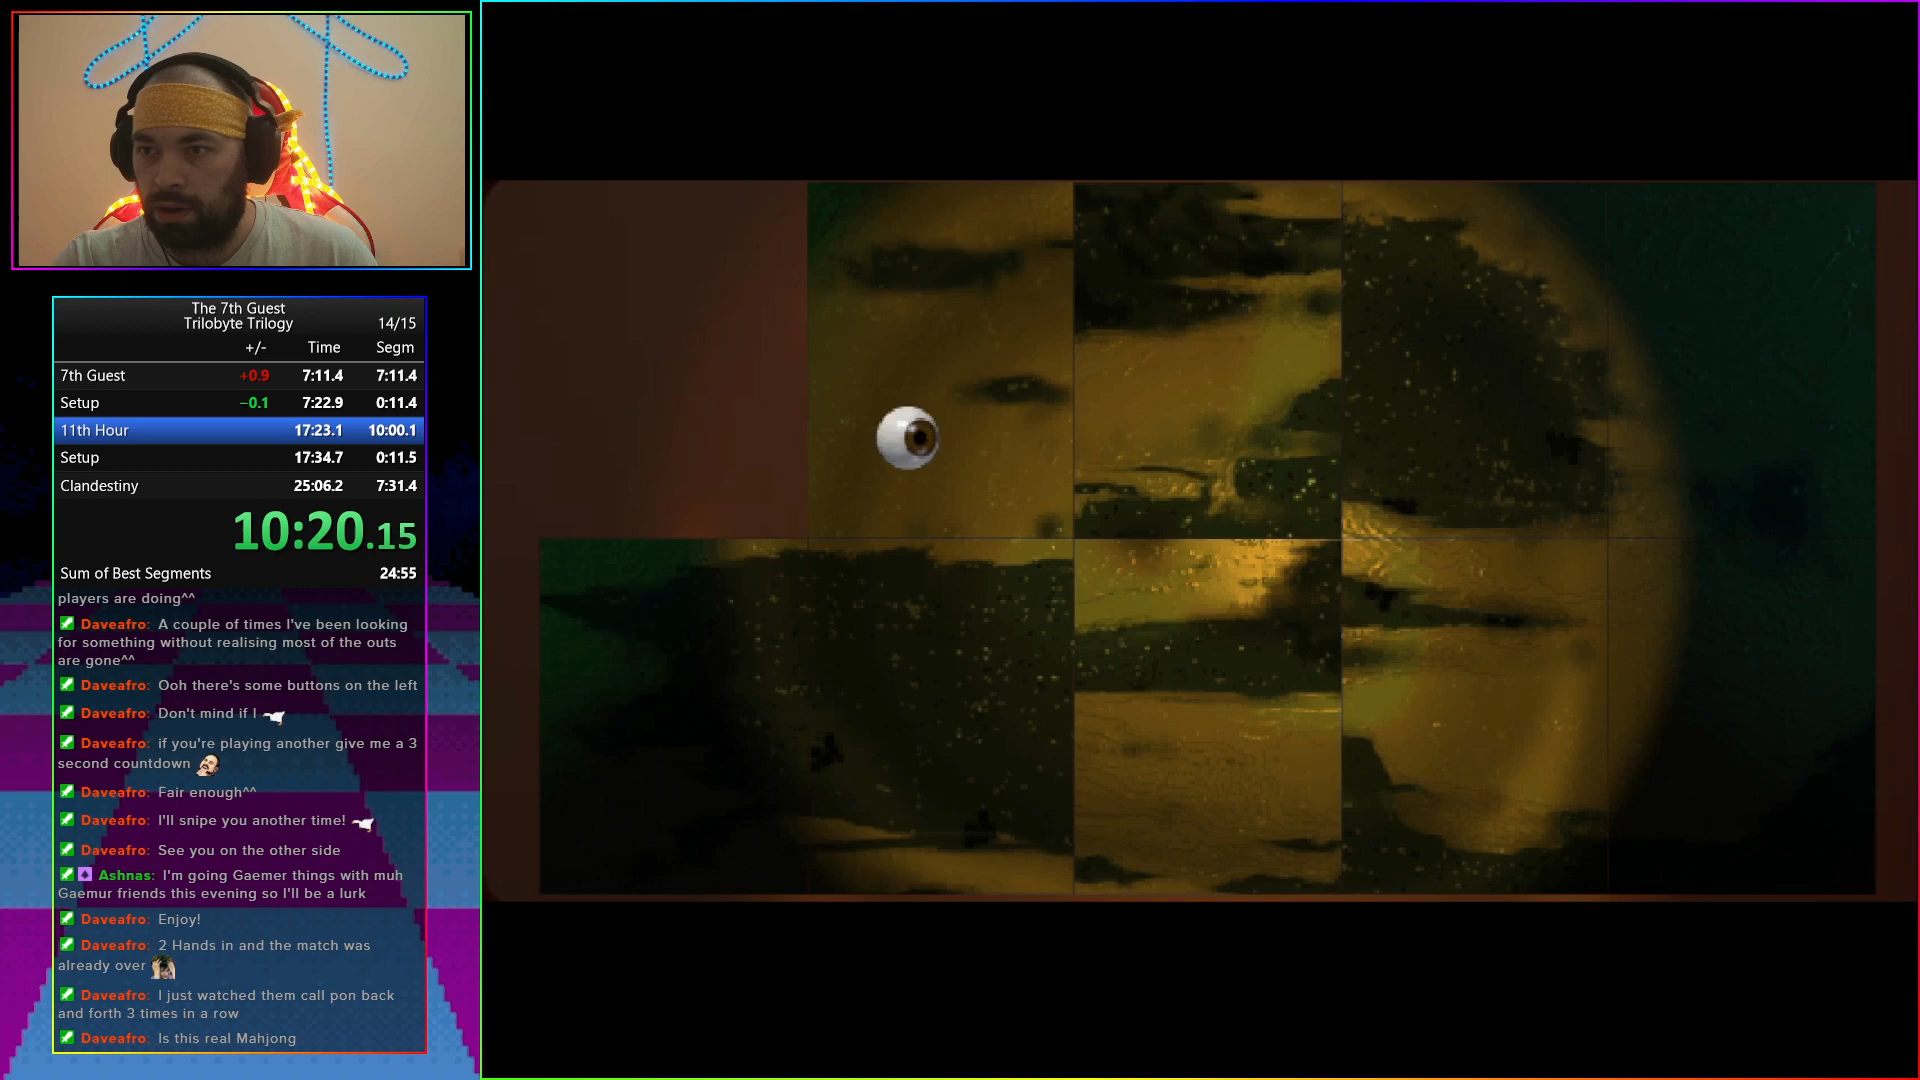 The 7th Guest
Trilobyte Trilogy 14/15
+/- Time Segm
7th Guest +0.9 7:11.4 7:11.4
Setup −0.1 7:22.9 0:11.4
11th Hour 17:23.1 10:00.1
Setup 17:34.7 0:11.5
Clandestiny 25:06.2 7:31.4
10:20.15
Sum of Best Segments 24:55
players are doing^^
Daveafro: A couple of times I've been looking
for something without realising most of the outs
are gone^^
Daveafro: Ooh there's some buttons on the left
Daveafro: Don't mind if I
Daveafro: if you're playing another give me a 3
second countdown
Daveafro: Fair enough^^
Daveafro: I'll snipe you another time!
Daveafro: See you on the other side
Ashnas: I'm going Gaemer things with muh
Gaemur friends this evening so I'll be a lurk
Daveafro: Enjoy!
Daveafro: 2 Hands in and the match was
already over
Daveafro: I just watched them call pon back
and forth 3 times in a row
Daveafro: Is this real Mahjong